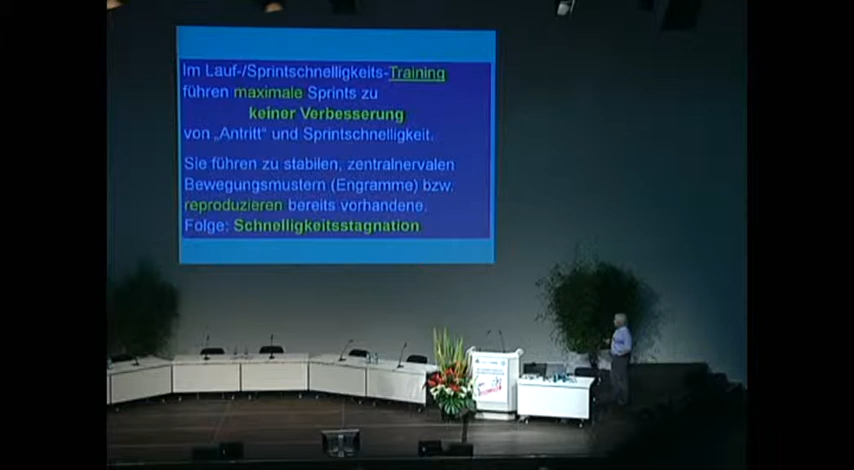 Im Lauf-/Sprintschnelligkeits-Training
führen maximale Sprints zu
keiner Verbesserung
von „Antritt“ und Sprintschnelligkeit.
Sie führen zu stabilen, zentralnervalen
Bewegungsmustern (Engramme) bzw.
reproduzieren bereits vorhandene.
Folge: Schnelligkeitsstagnation